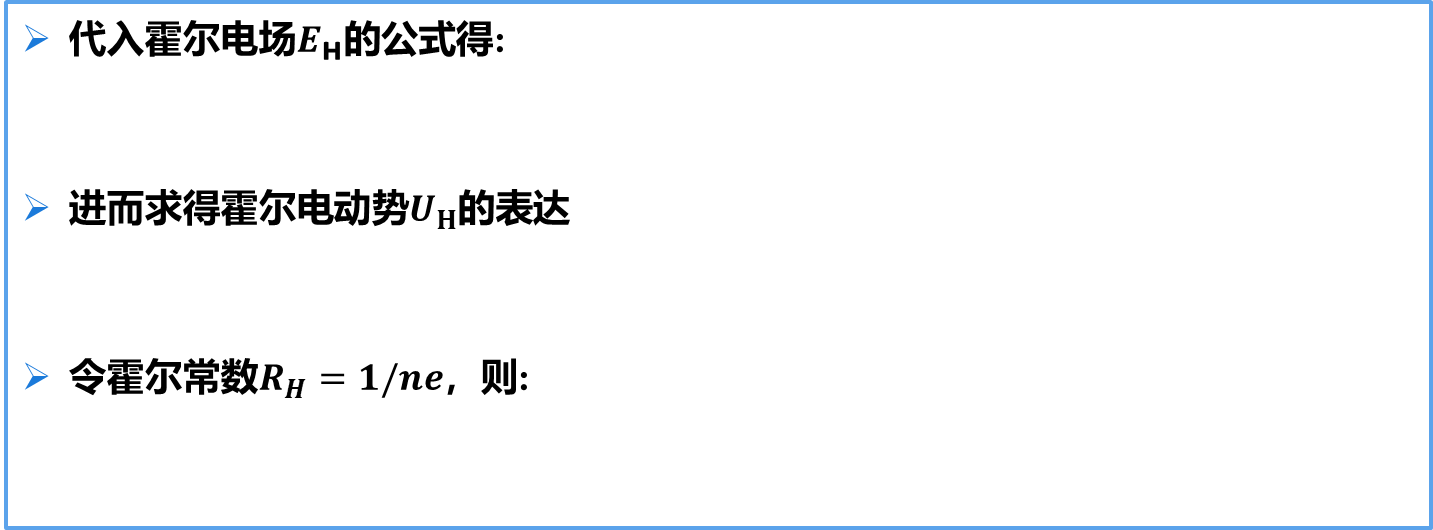 ➢ 代入霍尔电场E_H的公式得:
➢ 进而求得霍尔电动势U_H的表达
➢ 令霍尔常数R_H = 1/ne，则: